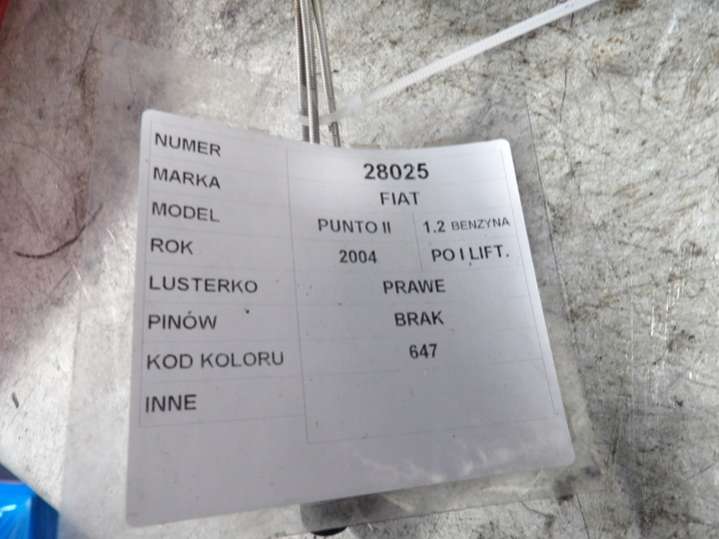 NUMER 28025
MARKA FIAT
MODEL PUNTO II 1.2 BENZYNA
ROK 2004 PO I LIFT.
LUSTERKO PRAWE
PINÓW BRAK
KOD KOLORU 647
INNE